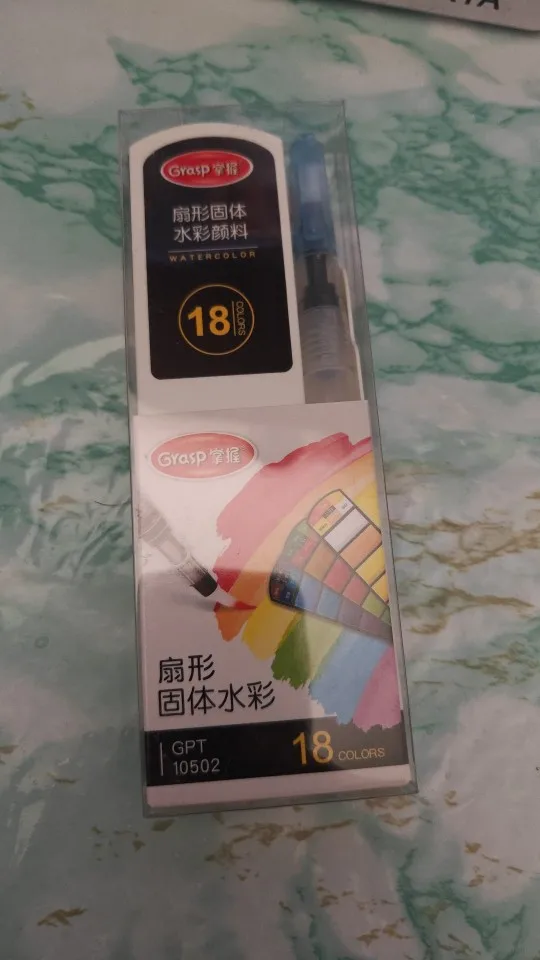 Grasp 掌握
扇形固体
水彩颜料
WATERCOLOR
18 COLORS
Grasp 掌握
扇形
固体水彩
GPT
10502
18 COLORS